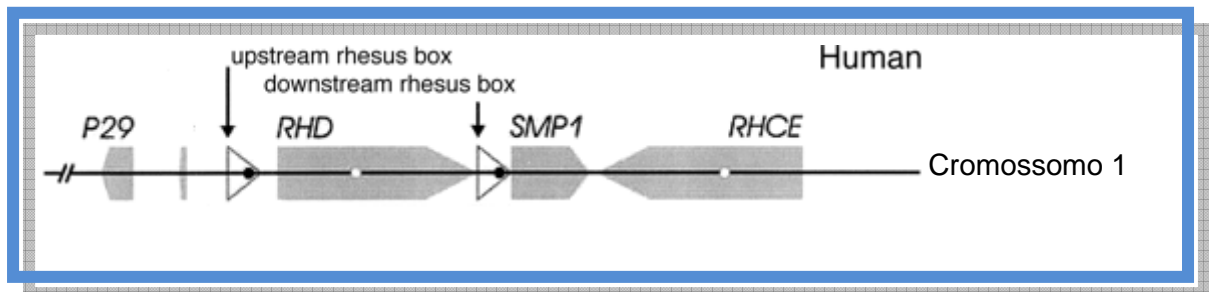 upstream rhesus box
Human
downstream rhesus box
P29
RHD
SMP1
RHCE
Cromossomo 1